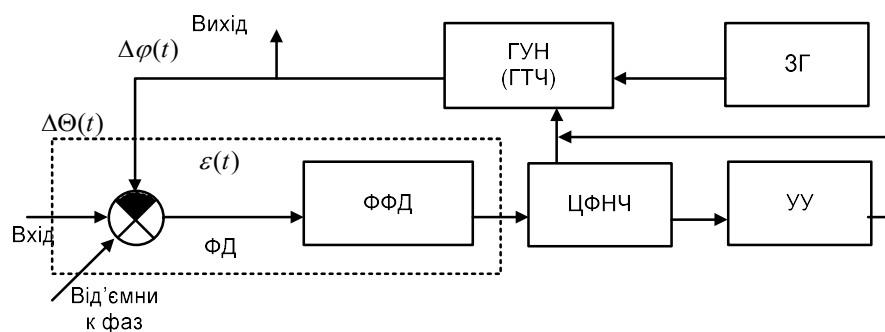 Вихід
Δφ(t)
ГУН
(ГТЧ)
ЗГ
ΔΘ(t)
ε(t)
ФФД
ЦФНЧ
УУ
Вхід
ФД
Від’ємни
к фаз